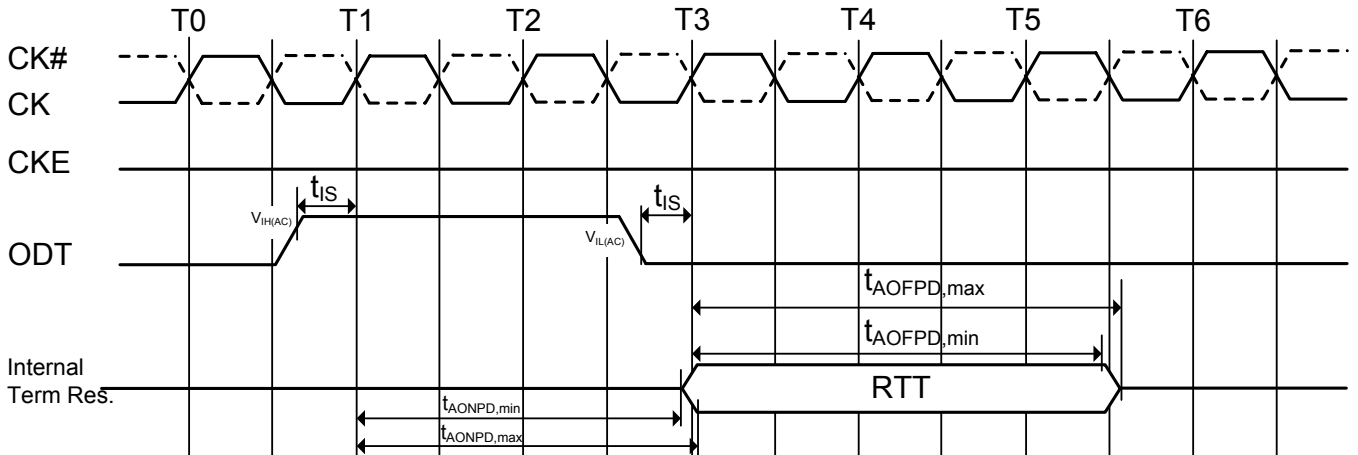 T0 T1 T2 T3 T4 T5 T6
CK#
CK
CKE
tIS
VIH(AC)
tIS
VIL(AC)
ODT
tAOFPD,max
tAOFPD,min
Internal
Term Res.
RTT
tAONPD,min
tAONPD,max